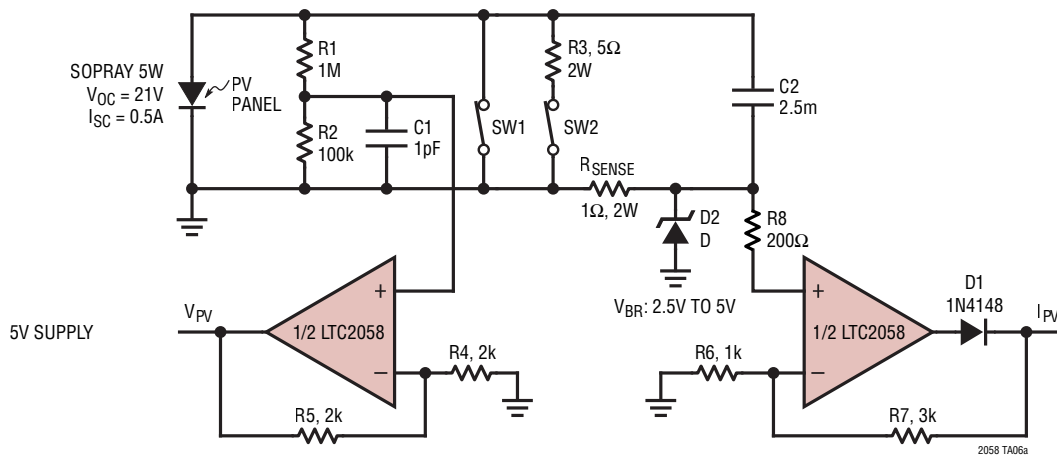 SOPRAY 5W
V_OC = 21V
I_SC = 0.5A
PV
PANEL
R1
1M
R2
100k
C1
1pF
SW1
R3, 5Ω
2W
SW2
C2
2.5m
R_SENSE
1Ω, 2W
D2
D
V_BR: 2.5V TO 5V
R8
200Ω
5V SUPPLY
V_PV
+
1/2 LTC2058
−
R4, 2k
R5, 2k
+
1/2 LTC2058
−
D1
1N4148
I_PV
R6, 1k
R7, 3k
2058 TA06a